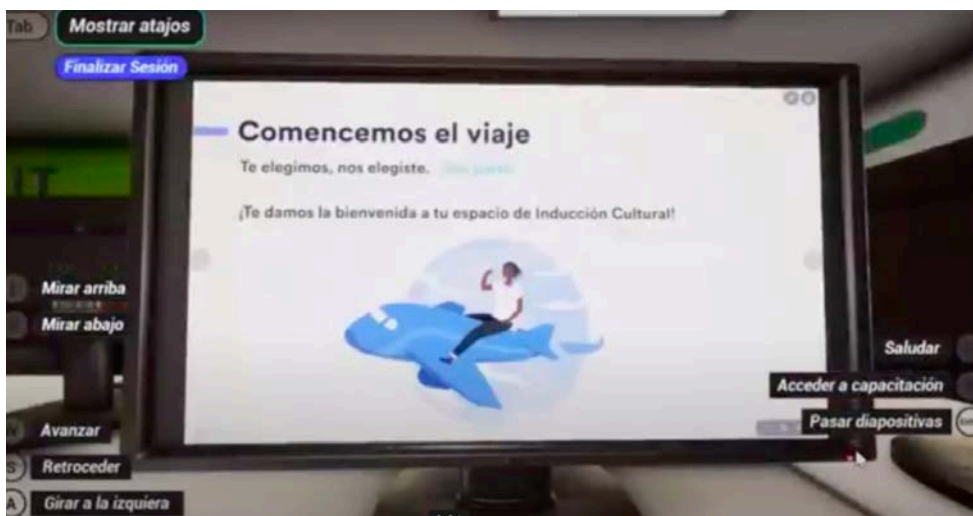 Tab
Mostrar atajos
Finalizar Sesión
Comencemos el viaje
Te elegimos, nos elegiste.
¡Te damos la bienvenida a tu espacio de Inducción Cultural!
IT
Mirar arriba
Mirar abajo
Saludar
Acceder a capacitación
Pasar diapositivas
Avanzar
S
Retroceder
A
Girar a la izquiera